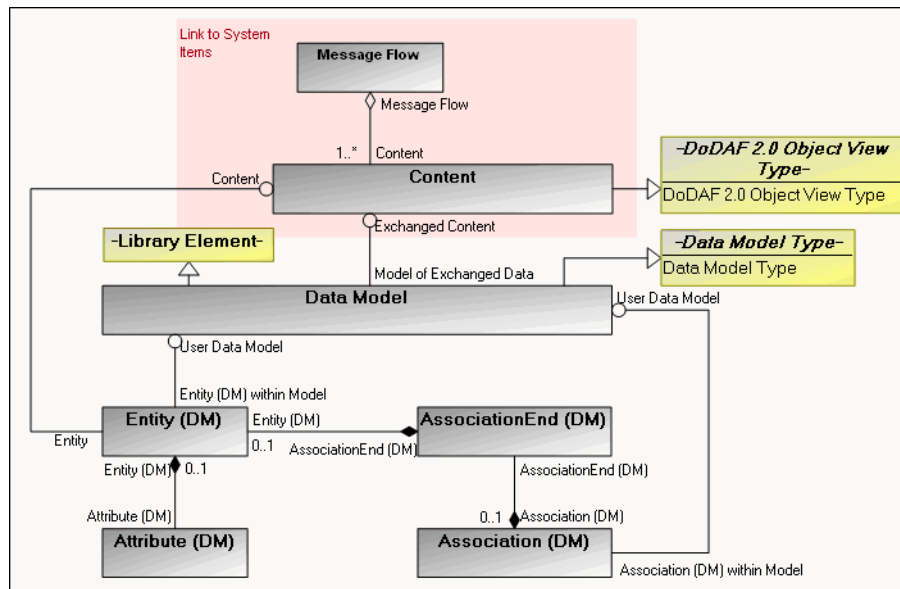 Link to System
Items
Message Flow
Message Flow
1..*
Content
Content
Content
-DoDAF 2.0 Object View
Type-
DoDAF 2.0 Object View Type
Exchanged Content
-Library Element-
-Data Model Type-
Data Model Type
Model of Exchanged Data
Data Model
User Data Model
User Data Model
Entity (DM) within Model
Entity (DM)
Entity (DM)
AssociationEnd (DM)
Entity
0..1
AssociationEnd (DM)
Entity (DM)
0..1
AssociationEnd (DM)
Attribute (DM)
0..1
Association (DM)
Attribute (DM)
Association (DM)
Association (DM) within Model